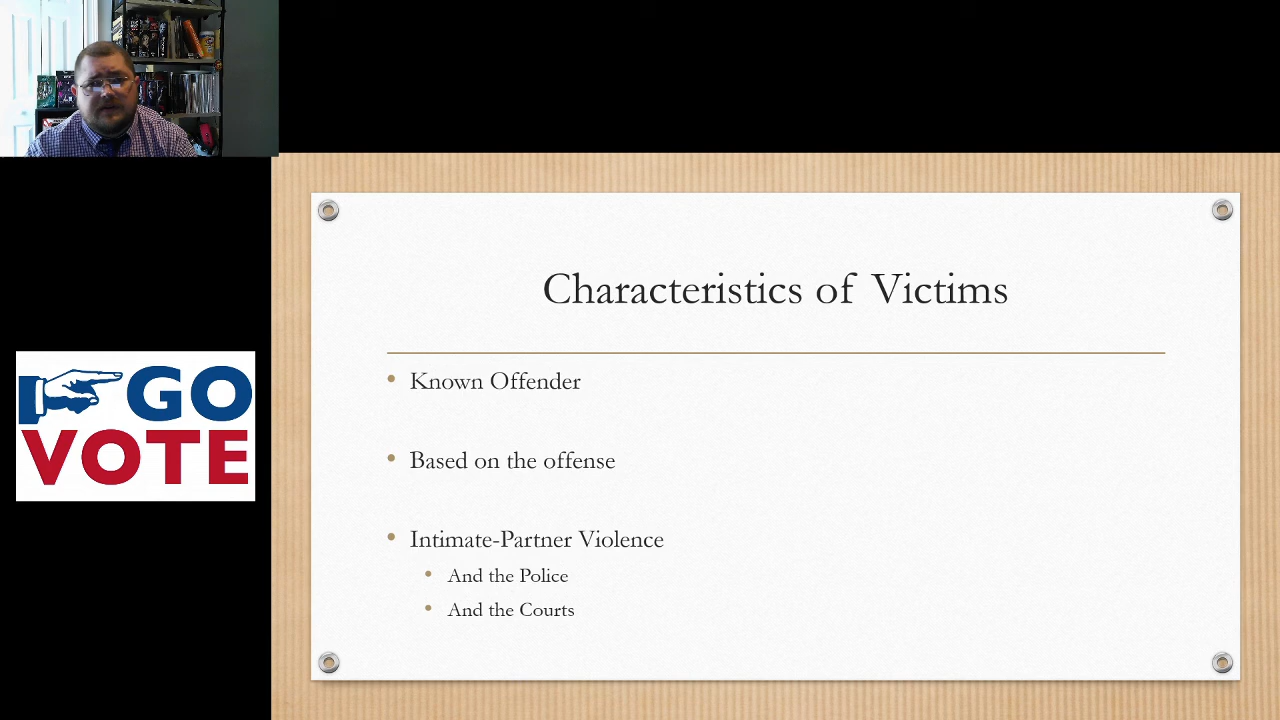 GO
VOTE
Characteristics of Victims
Known Offender
Based on the offense
Intimate-Partner Violence
And the Police
And the Courts